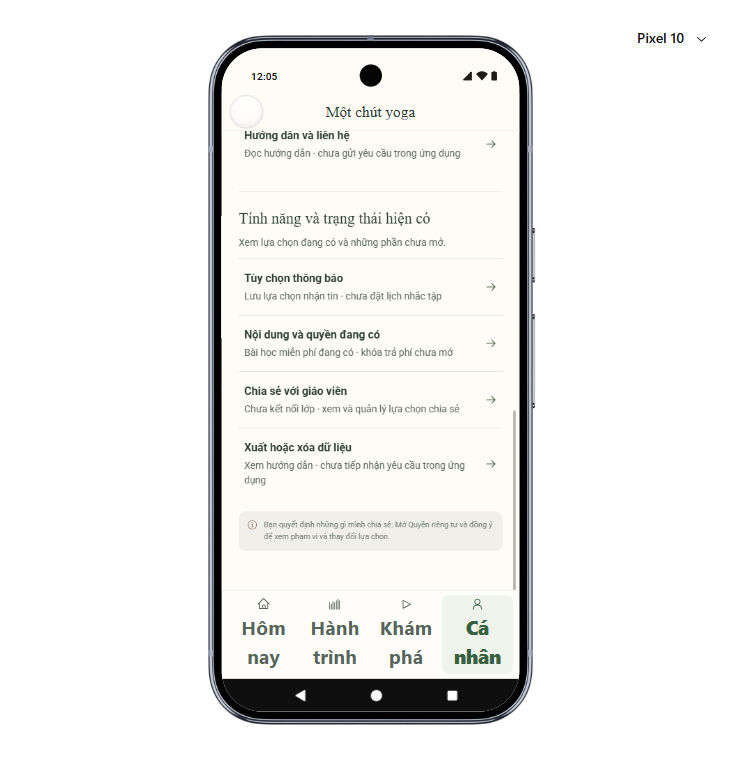 Pixel 10
12:05
Một chút yoga
Hướng dẫn và liên hệ
Đọc hướng dẫn · chưa gửi yêu cầu trong ứng dụng
Tính năng và trạng thái hiện có
Xem lựa chọn đang có và những phần chưa mở.
Tùy chọn thông báo
Lưu lựa chọn nhận tin · chưa đặt lịch nhắc tập
Nội dung và quyền đang có
Bài học miễn phí đang có · khóa trả phí chưa mở
Chia sẻ với giáo viên
Chưa kết nối lớp · xem và quản lý lựa chọn chia sẻ
Xuất hoặc xóa dữ liệu
Xem hướng dẫn · chưa tiếp nhận yêu cầu trong ứng
dụng
Bạn quyết định những gì mình chia sẻ. Mở Quyền riêng tư và đồng ý
để xem phạm vi và thay đổi lựa chọn.
Hôm nay
Hành trình
Khám phá
Cá nhân